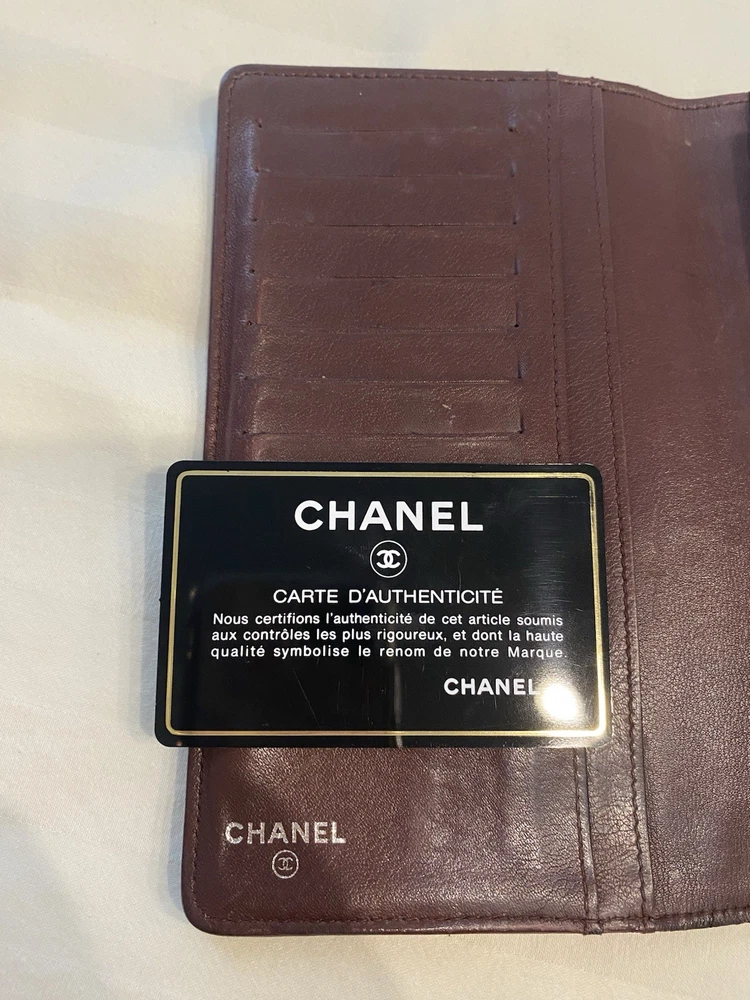 CHANEL
CARTE D'AUTHENTICITÉ
Nous certifions l'authenticité de cet article soumis
aux contrôles les plus rigoureux, et dont la haute
qualité symbolise le renom de notre Marque.
CHANEL
CHANEL